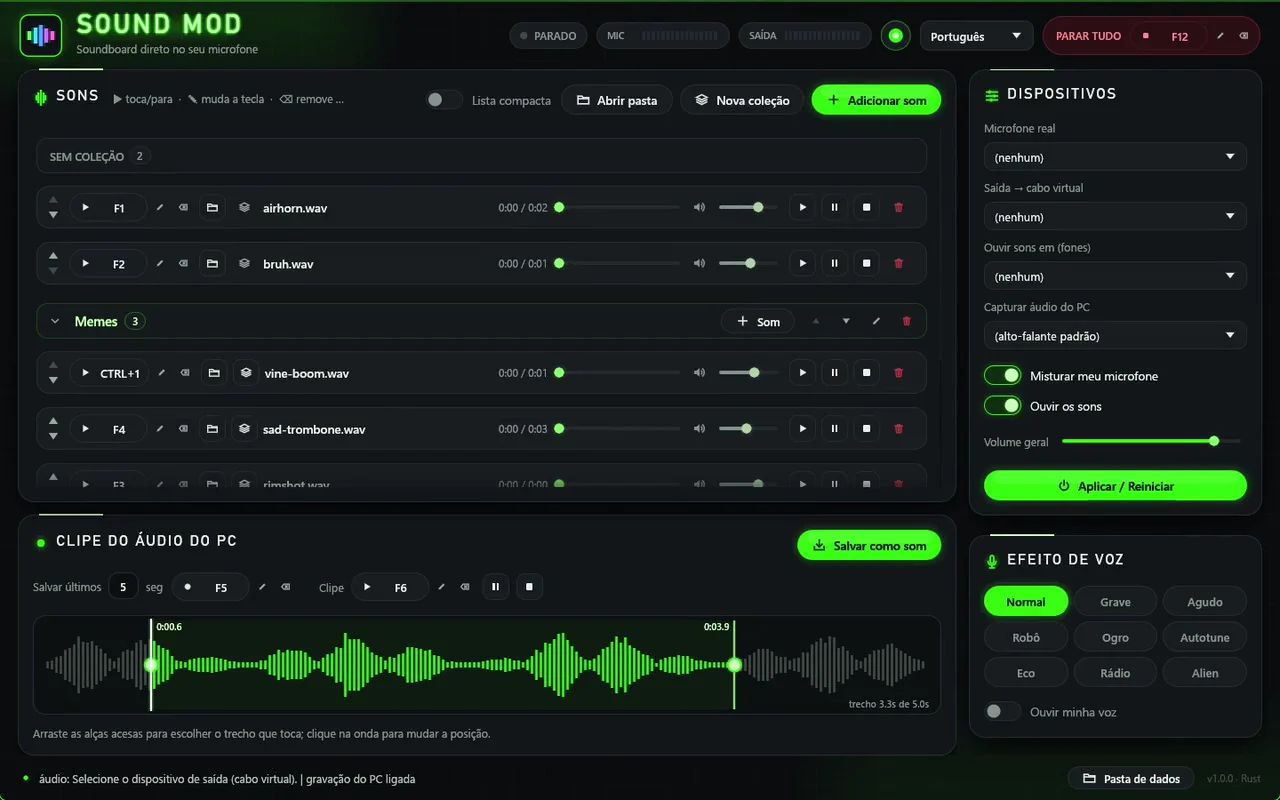 SOUND MOD
Soundboard direto no seu microfone
PARADO
MIC
SAÍDA
Português
PARAR TUDO
F12
SONS
toca/para · muda a tecla · remove ...
Lista compacta
Abrir pasta
Nova coleção
+ Adicionar som
SEM COLEÇÃO 2
F1 airhorn.wav 0:00 / 0:02
F2 bruh.wav 0:00 / 0:01
Memes 3 + Som
CTRL+1 vine-boom.wav 0:00 / 0:01
F4 sad-trombone.wav 0:00 / 0:03
F3 rimshot.wav 0:00 / 0:00
CLIPE DO ÁUDIO DO PC
Salvar como som
Salvar últimos 5 seg F5 Clipe F6
0:00.6 0:03.9
trecho 3.3s de 5.0s
Arraste as alças acesas para escolher o trecho que toca; clique na onda para mudar a posição.
DISPOSITIVOS
Microfone real
(nenhum)
Saída → cabo virtual
(nenhum)
Ouvir sons em (fones)
(nenhum)
Capturar áudio do PC
(alto-falante padrão)
Misturar meu microfone
Ouvir os sons
Volume geral
Aplicar / Reiniciar
EFEITO DE VOZ
Normal Grave Agudo
Robô Ogro Autotune
Eco Rádio Alien
Ouvir minha voz
áudio: Selecione o dispositivo de saída (cabo virtual). | gravação do PC ligada
Pasta de dados
v1.0.0 · Rust